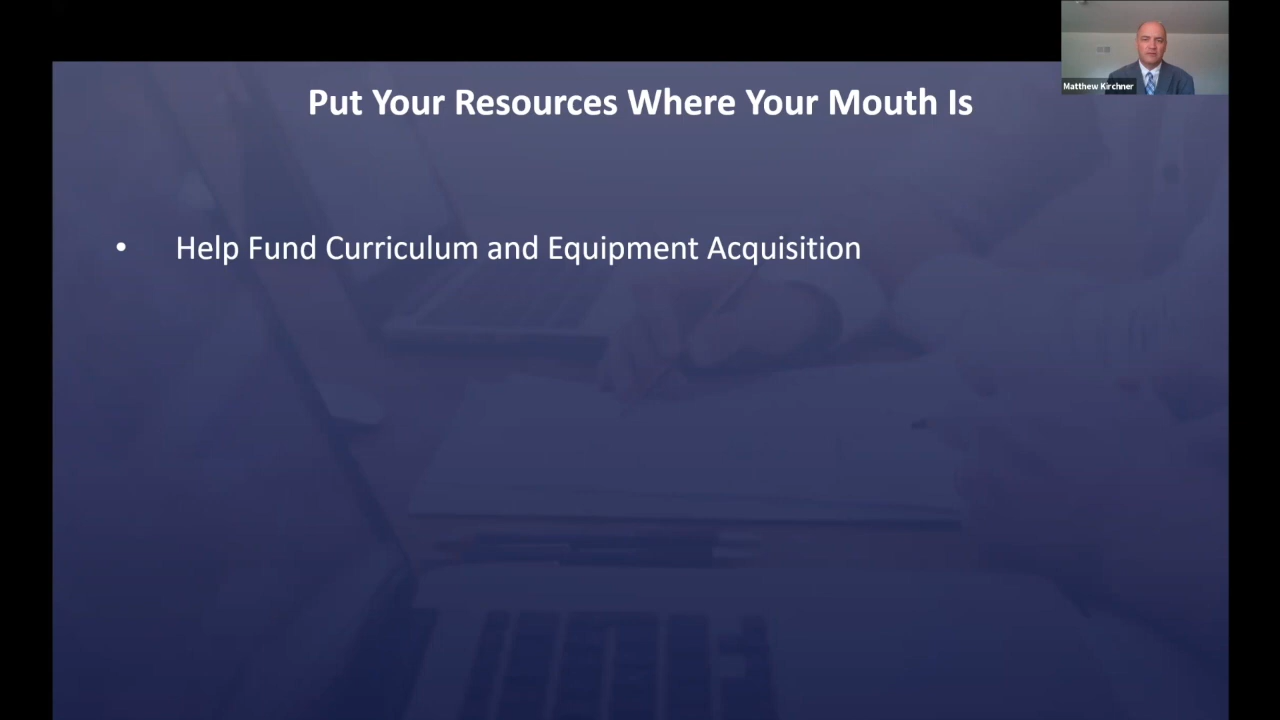 Put Your Resources Where Your Mouth Is
Matthew Kirchner
• Help Fund Curriculum and Equipment Acquisition